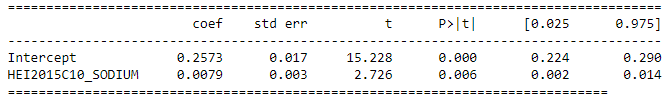 ==============================================================================
coef    std err          t      P>|t|      [0.025      0.975]
------------------------------------------------------------------------------
Intercept    0.2573    0.017    15.228    0.000    0.224    0.290
HEI2015C10_SODIUM    0.0079    0.003    2.726    0.006    0.002    0.014
==============================================================================